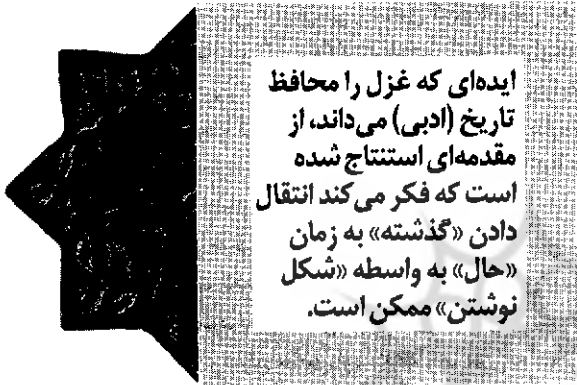 ایده‌ای که غزل را محافظ
تاریخ (ادبی) می‌داند، از
مقدمه‌ای استنتاج شده
است که فکر می‌کند انتقال
دادن «گذشته» به زمان
«حال» به واسطه «شکل
نوشتن» ممکن است.